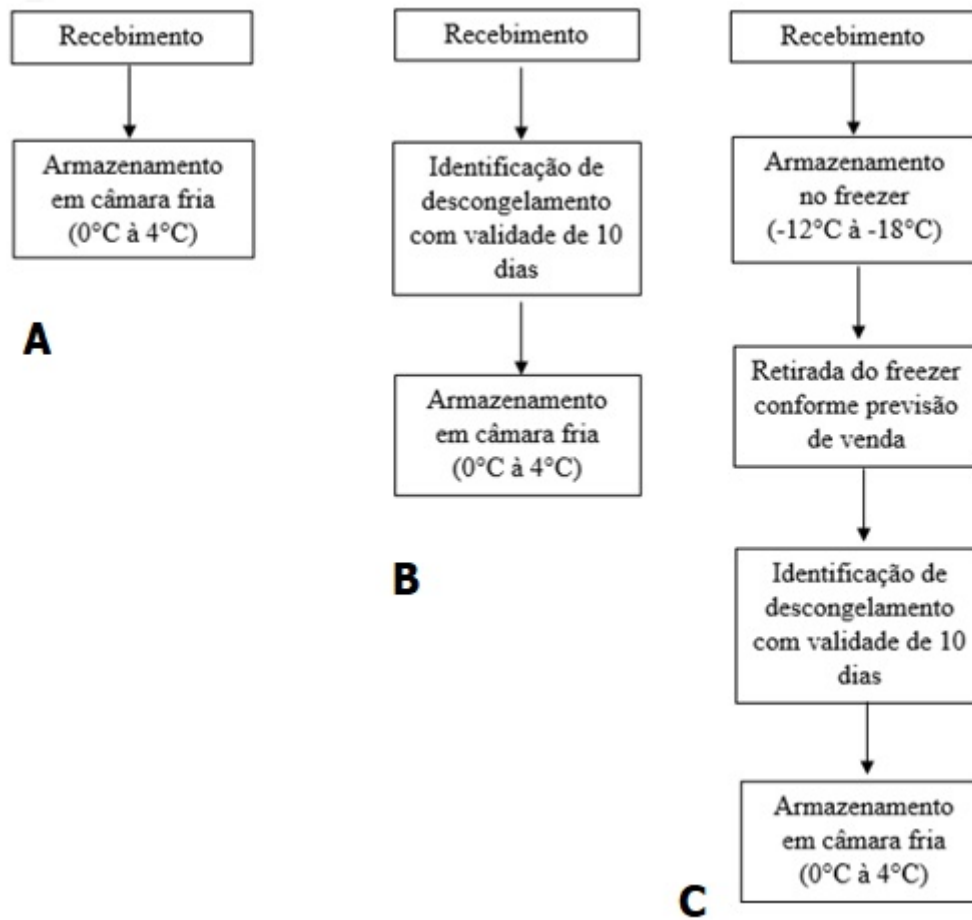 Recebimento
Armazenamento
em câmara fria
(0°C à 4°C)
A
Recebimento
Identificação de
descongelamento
com validade de 10
dias
Armazenamento
em câmara fria
(0°C à 4°C)
B
Recebimento
Armazenamento
no freezer
(-12°C à -18°C)
Retirada do freezer
conforme previsão
de venda
Identificação de
descongelamento
com validade de 10
dias
Armazenamento
em câmara fria
(0°C à 4°C)
C